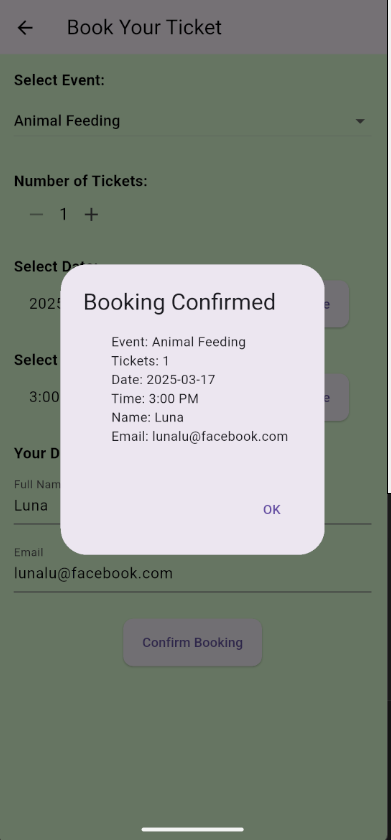 Book Your Ticket
Select Event:
Animal Feeding
Number of Tickets:
1
Select
2025
Select
3:00
Booking Confirmed
Event: Animal Feeding
Tickets: 1
Date: 2025-03-17
Time: 3:00 PM
Name: Luna
Email: lunalu@facebook.com
OK
Your D
Full Nam
Luna
Email
lunalu@facebook.com
Confirm Booking